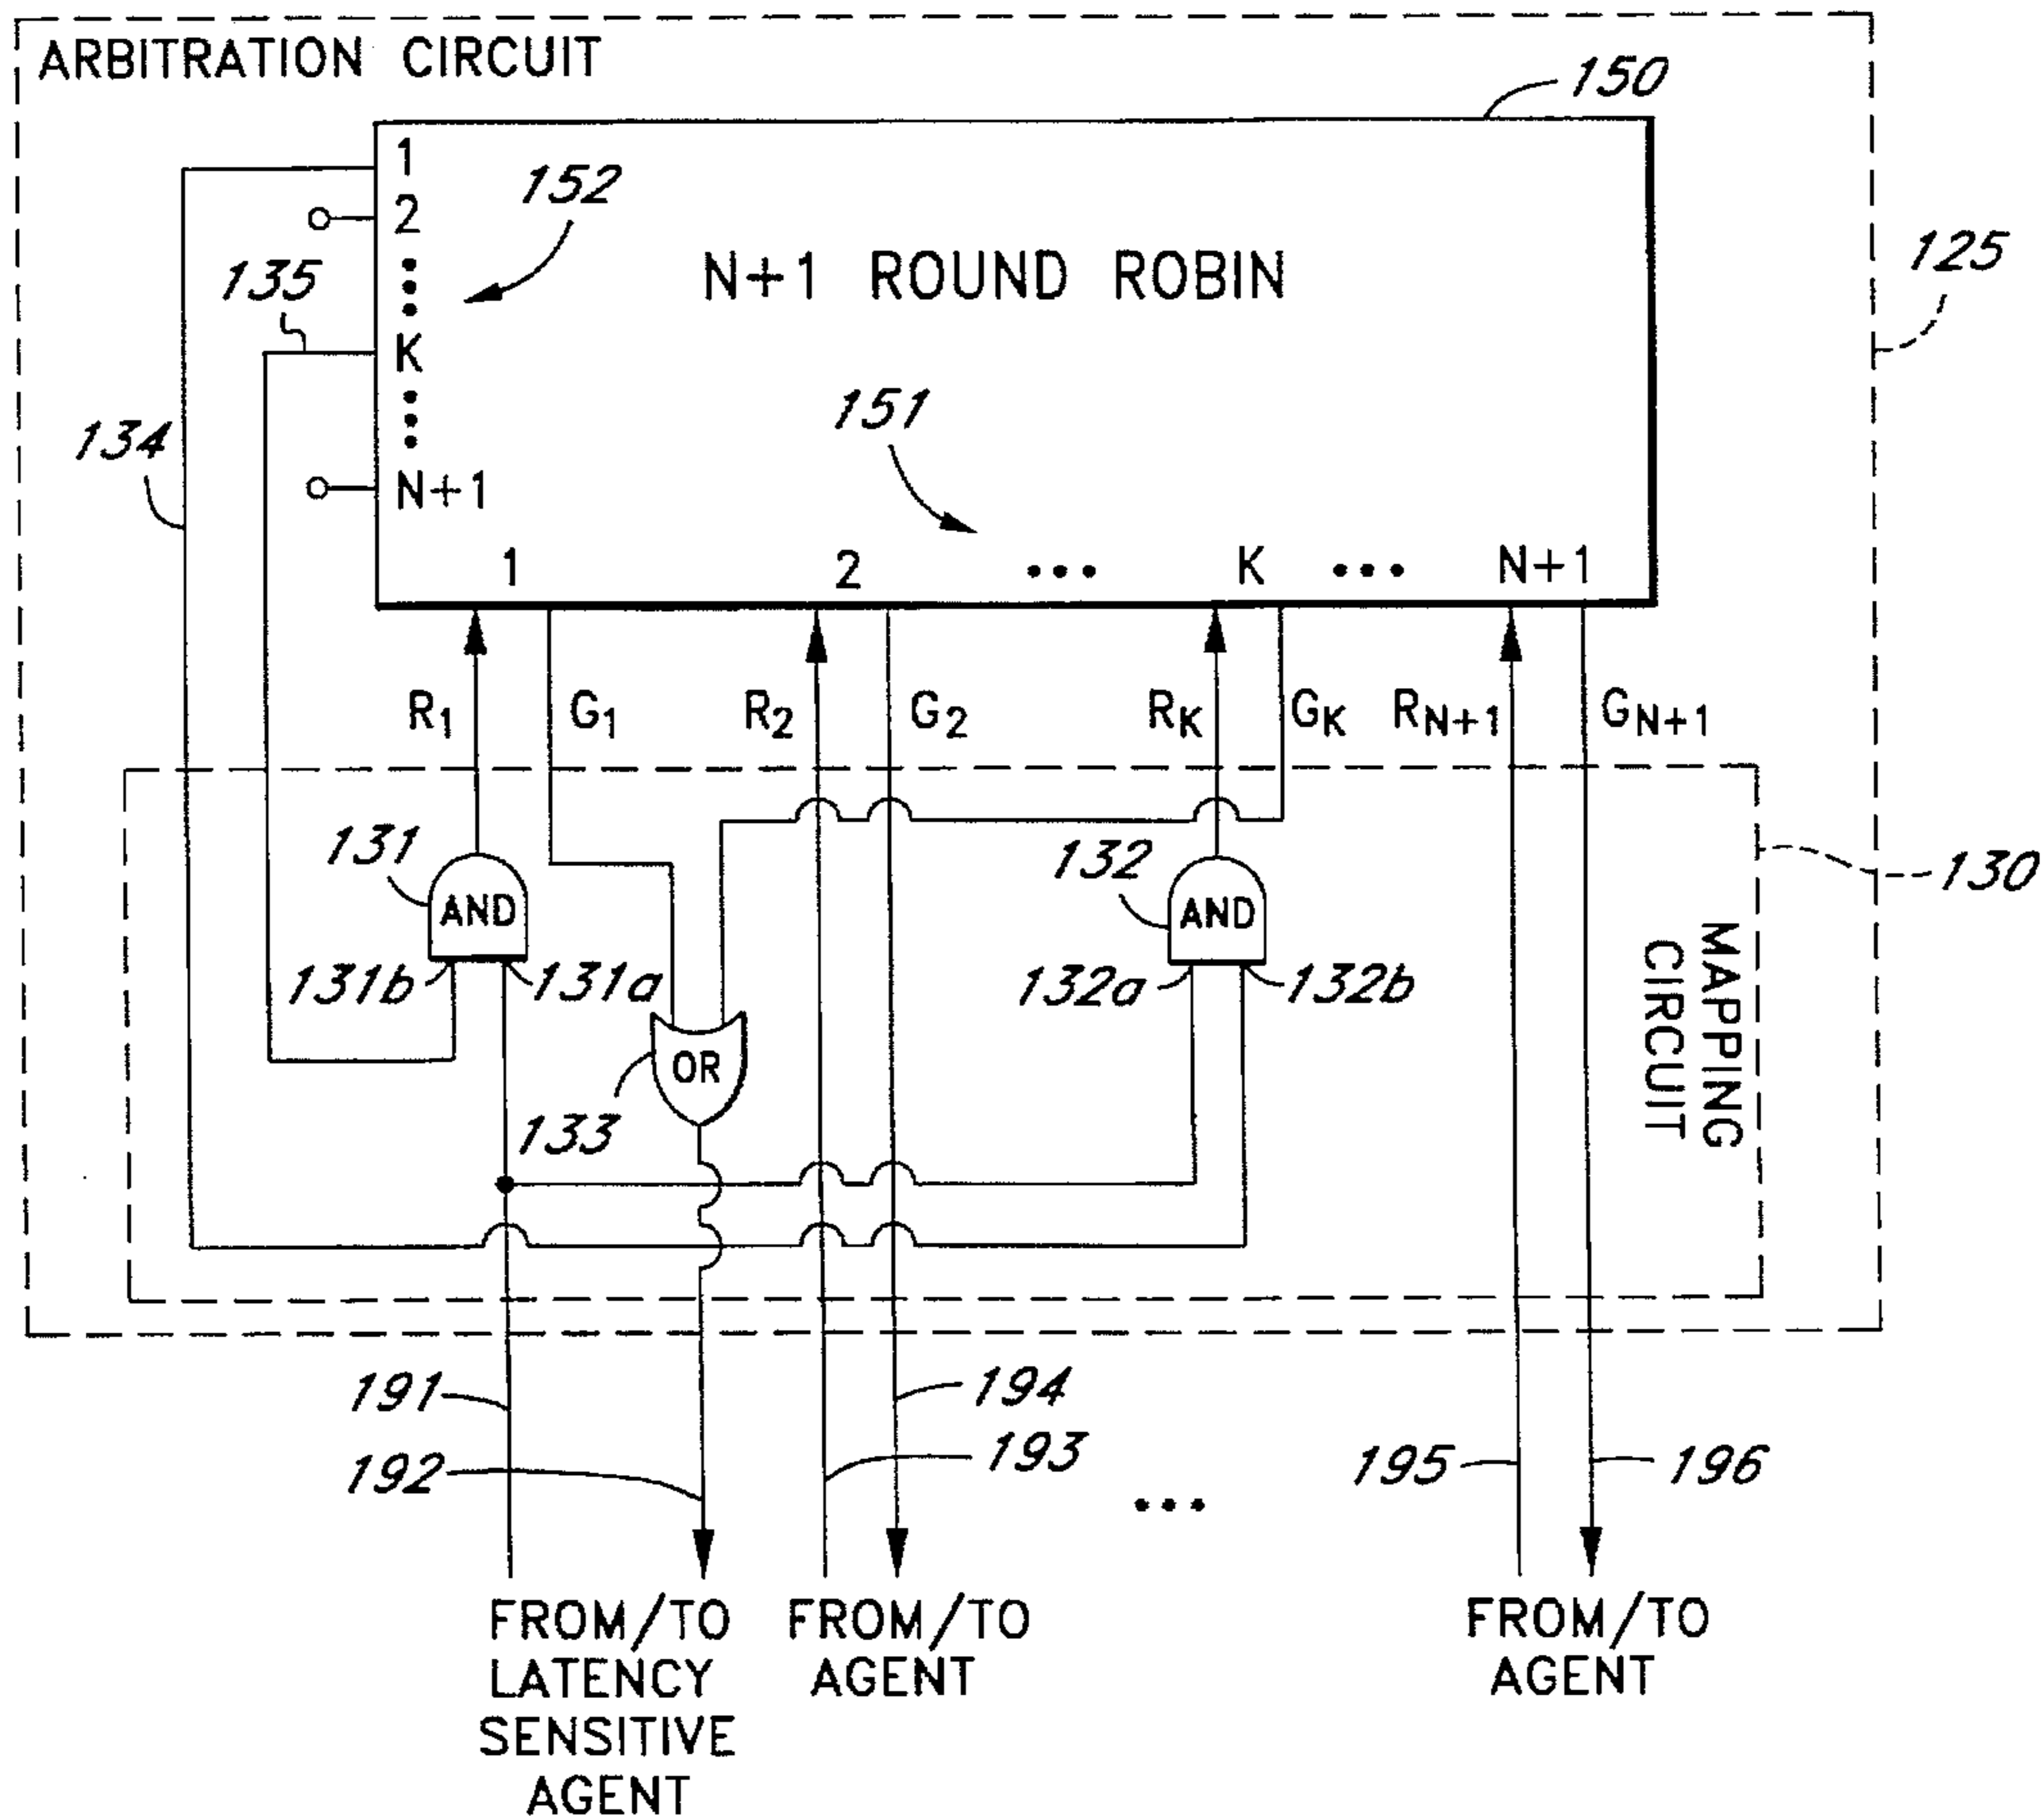 ARBITRATION CIRCUIT
150
1
152
2
N+1 ROUND ROBIN
125
135
K
151
134
N+1
1 2 ••• K ••• N+1
R1 G1 R2 G2 RK GK RN+1 GN+1
131
AND
132
AND
130
131b 131a
132a 132b
MAPPING
CIRCUIT
OR
133
191
194
192
193
195
196
•••
FROM/TO
LATENCY
SENSITIVE
AGENT
FROM/TO
AGENT
FROM/TO
AGENT